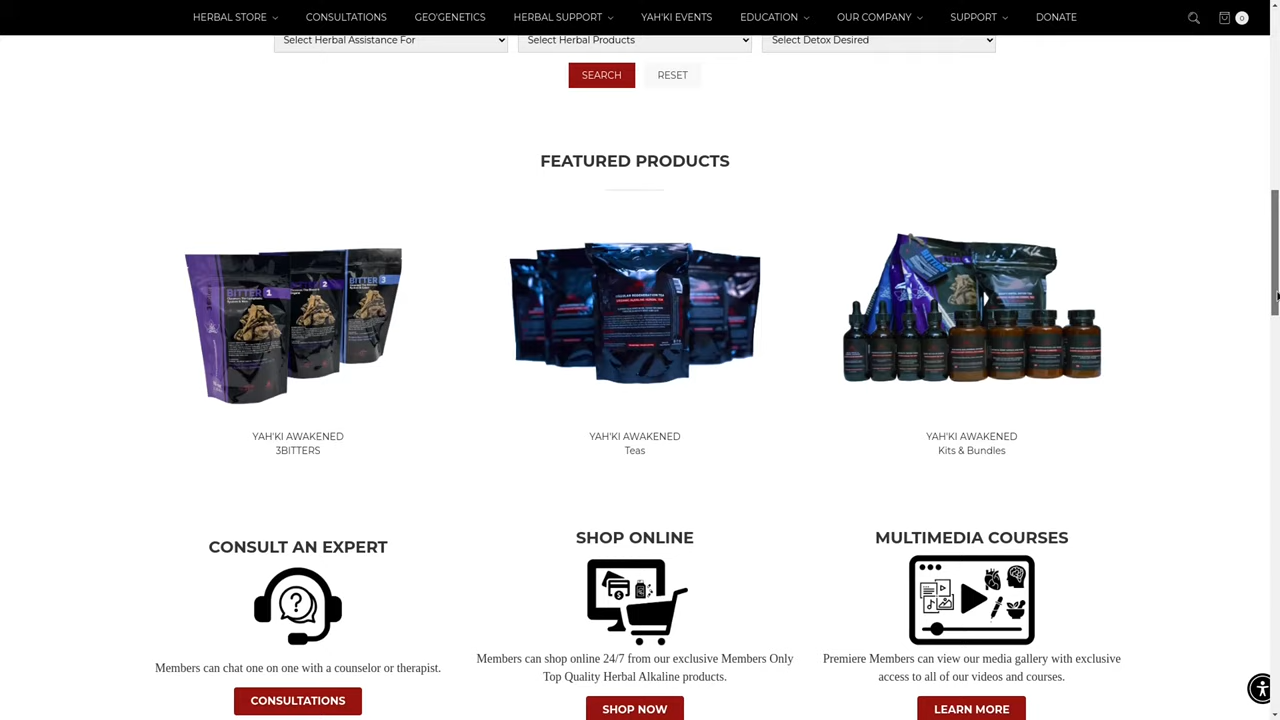 HERBAL STORE
CONSULTATIONS
GEO'GENETICS
HERBAL SUPPORT
YAH'KI EVENTS
EDUCATION
OUR COMPANY
SUPPORT
DONATE
0
Select Herbal Assistance For
Select Herbal Products
Select Detox Desired
SEARCH
RESET
FEATURED PRODUCTS
BITTER 1
2
BITTER 3
YAH'KI AWAKENED
3BITTERS
YAH'KI AWAKENED
Teas
YAH'KI AWAKENED
Kits & Bundles
CONSULT AN EXPERT
Members can chat one on one with a counselor or therapist.
CONSULTATIONS
SHOP ONLINE
Members can shop online 24/7 from our exclusive Members Only
Top Quality Herbal Alkaline products.
SHOP NOW
MULTIMEDIA COURSES
Premiere Members can view our media gallery with exclusive
access to all of our videos and courses.
LEARN MORE